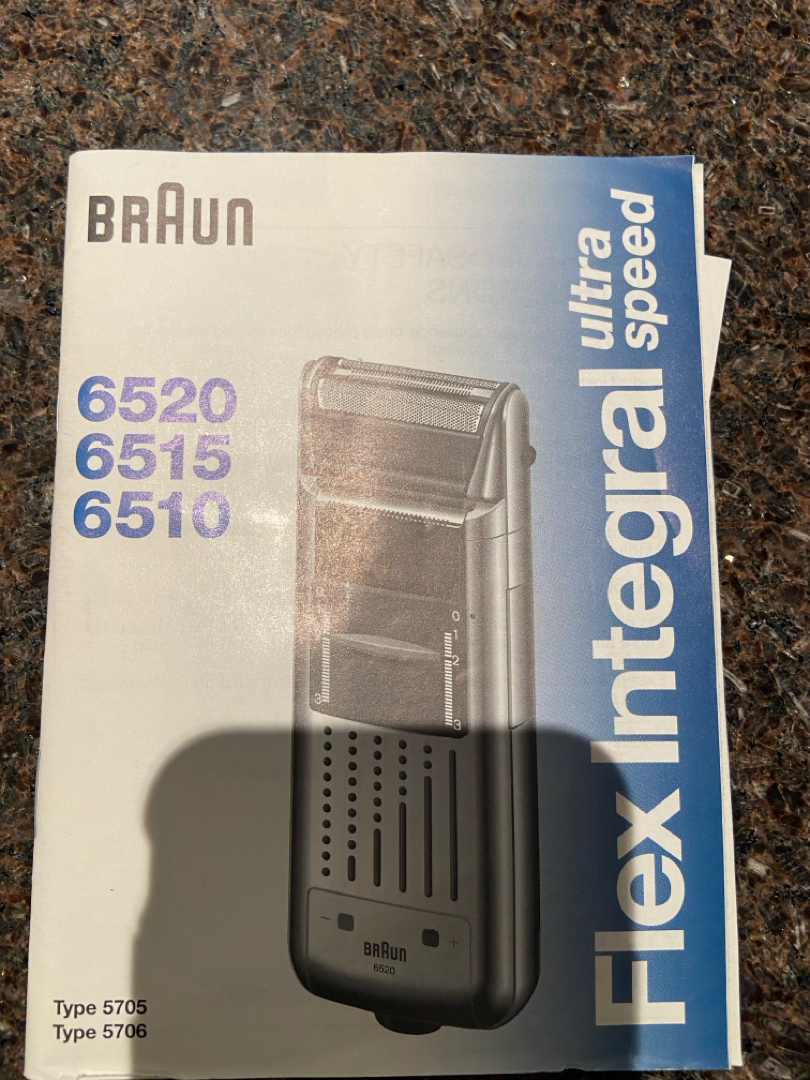 BRAUN
6520
6515
6510
Flex Integral ultra speed
0
1
2
3
3
– +
BRAUN
6520
Type 5705
Type 5706